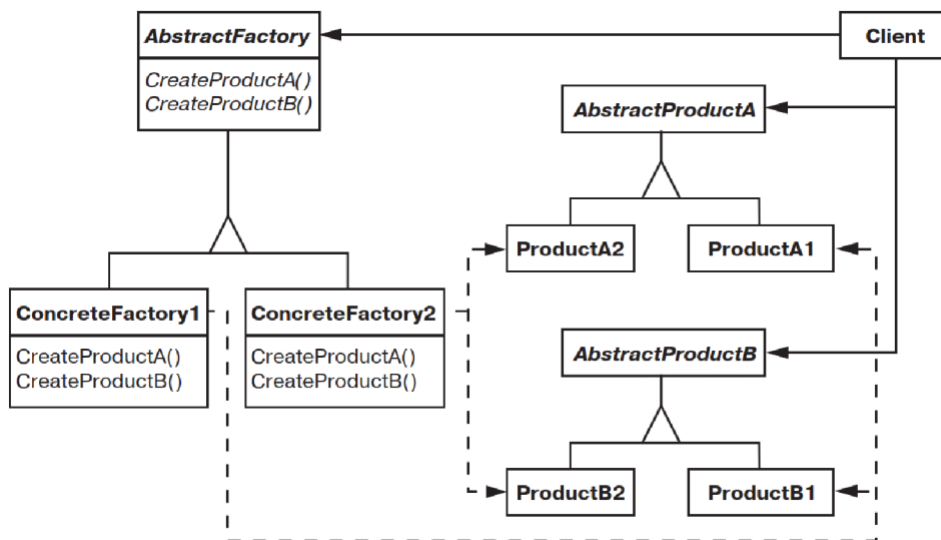 AbstractFactory
Client
CreateProductA()
CreateProductB()
AbstractProductA
ProductA2
ProductA1
ConcreteFactory1
ConcreteFactory2
CreateProductA()
CreateProductB()
CreateProductA()
CreateProductB()
AbstractProductB
ProductB2
ProductB1